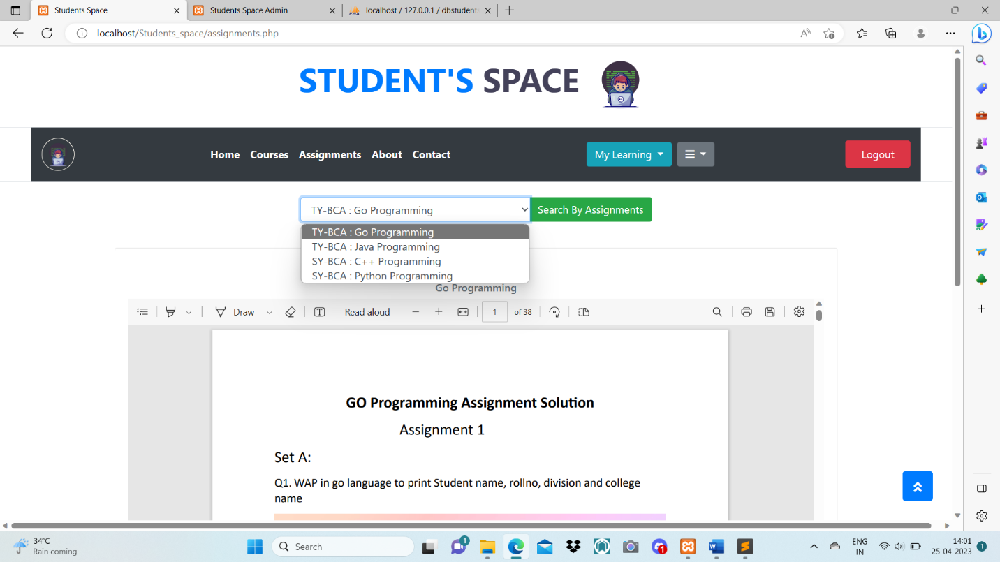 Students Space
Students Space Admin
localhost / 127.0.0.1 / dbstudents
localhost/Students_space/assignments.php
STUDENT'S SPACE
Home Courses Assignments About Contact My Learning Logout
TY-BCA : Go Programming Search By Assignments
TY-BCA : Go Programming
TY-BCA : Java Programming
SY-BCA : C++ Programming
SY-BCA : Python Programming
Go Programming
Draw Read aloud 1 of 38
GO Programming Assignment Solution
Assignment 1
Set A:
Q1. WAP in go language to print Student name, rollno, division and college
name
34°C
Rain coming
Search
1
1
ENG
IN
14:01
25-04-2023
1